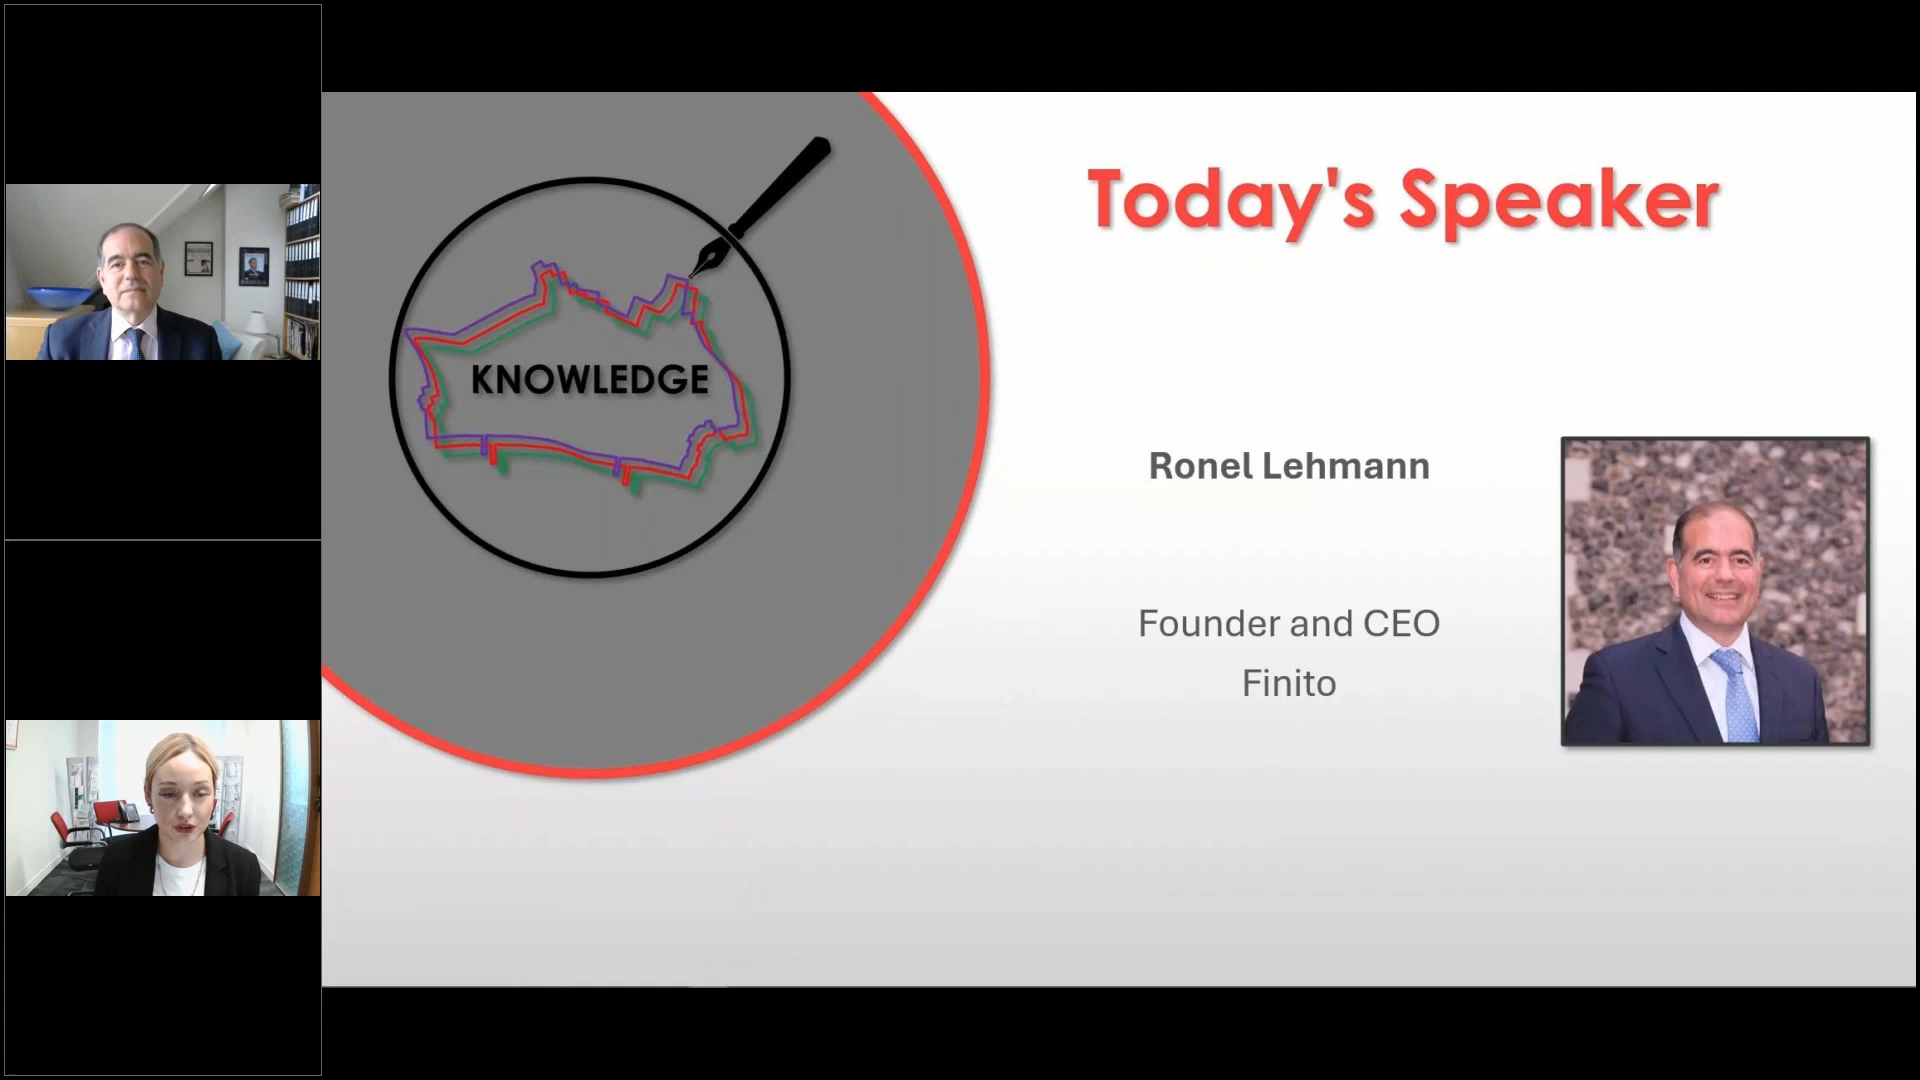 KNOWLEDGE
Today's Speaker
Ronel Lehmann
Founder and CEO
Finito